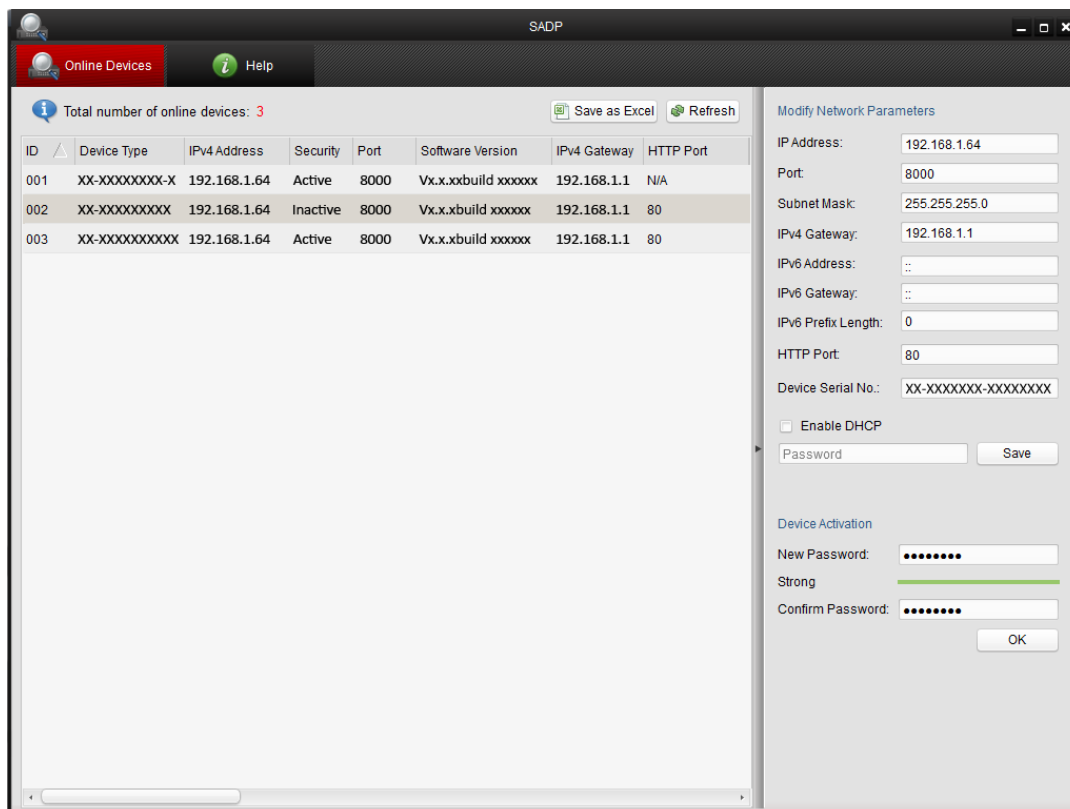 SADP
Online Devices Help
Total number of online devices: 3 Save as Excel Refresh
ID Device Type IPv4 Address Security Port Software Version IPv4 Gateway HTTP Port
001 XX-XXXXXXXX-X 192.168.1.64 Active 8000 Vx.x.xxbuild xxxxxx 192.168.1.1 N/A
002 XX-XXXXXXXXX 192.168.1.64 Inactive 8000 Vx.x.xbuild xxxxxx 192.168.1.1 80
003 XX-XXXXXXXXXX 192.168.1.64 Active 8000 Vx.x.xbuild xxxxxx 192.168.1.1 80
Modify Network Parameters
IP Address: 192.168.1.64
Port: 8000
Subnet Mask: 255.255.255.0
IPv4 Gateway: 192.168.1.1
IPv6 Address: ::
IPv6 Gateway: ::
IPv6 Prefix Length: 0
HTTP Port: 80
Device Serial No.: XX-XXXXXXX-XXXXXXXX
Enable DHCP
Password Save
Device Activation
New Password: ●●●●●●●●
Strong
Confirm Password: ●●●●●●●●
OK